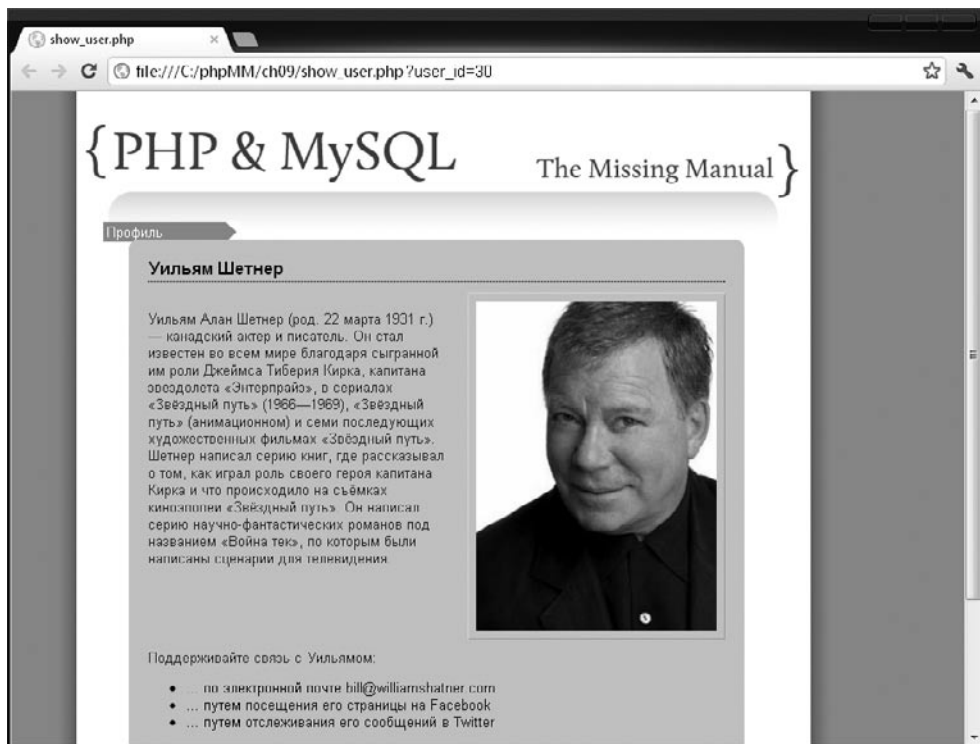 show_user.php
file:///C:/phpMM/ch09/show_user.php?user_id=30
{PHP & MySQL
The Missing Manual}
Профиль
Уильям Шетнер
Уильям Алан Шетнер (род. 22 марта 1931 г.)
— канадский актер и писатель. Он стал
известен во всем мире благодаря сыгранной
им роли Джеймса Тиберия Кирка, капитана
звездолета «Энтерпрайз», в сериалах
«Звёздный путь» (1966—1969), «Звёздный
путь» (анимационном) и семи последующих
художественных фильмах «Звёздный путь».
Шетнер написал серию книг, где рассказывал
о том, как играл роль своего героя капитана
Кирка и что происходило на съёмках
киноэпопеи «Звёздный путь». Он написал
серию научно-фантастических романов под
названием «Война тек», по которым были
написаны сценарии для телевидения.
Поддерживайте связь с Уильямом:
• ... по электронной почте bill@williamshatner.com
• ... путем посещения его страницы на Facebook
• ... путем отслеживания его сообщений в Twitter